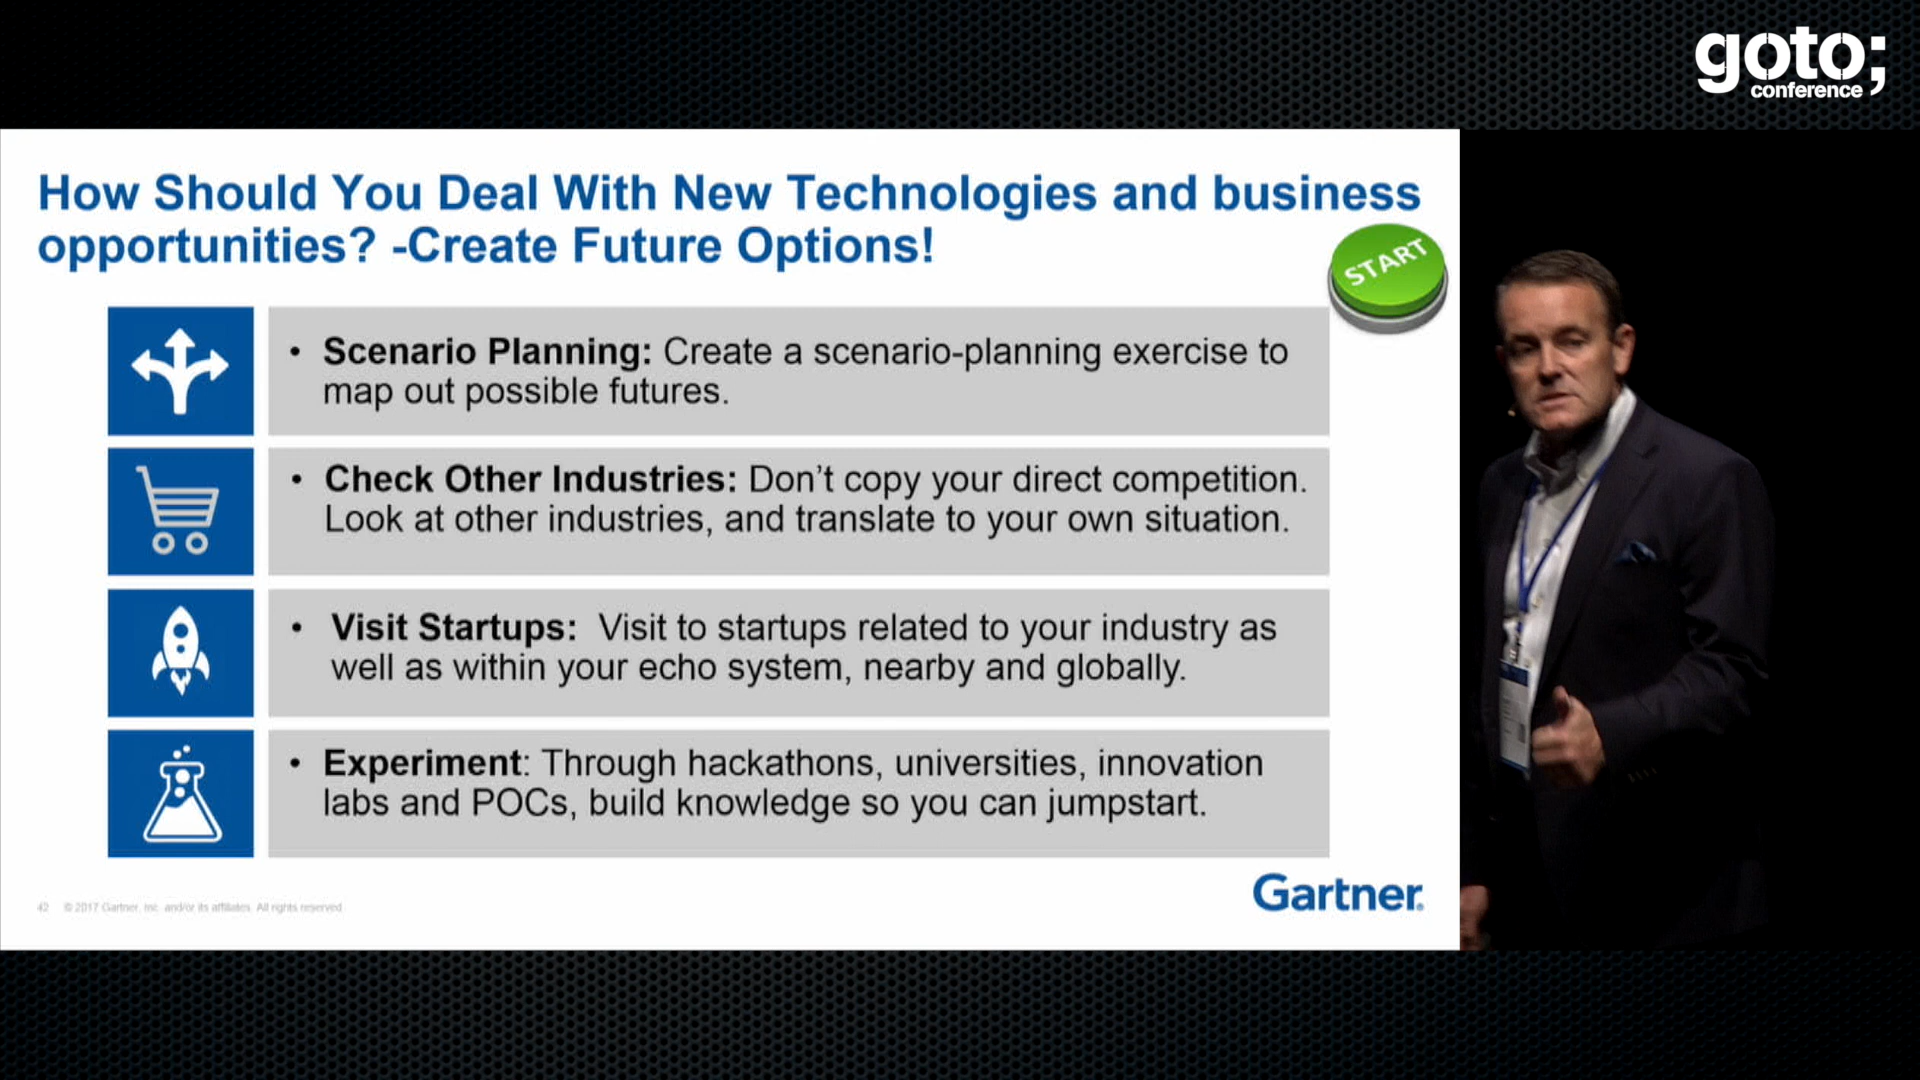 goto;
conference
How Should You Deal With New Technologies and business
opportunities? -Create Future Options!
START
• Scenario Planning: Create a scenario-planning exercise to
map out possible futures.
• Check Other Industries: Don’t copy your direct competition.
Look at other industries, and translate to your own situation.
• Visit Startups: Visit to startups related to your industry as
well as within your echo system, nearby and globally.
• Experiment: Through hackathons, universities, innovation
labs and POCs, build knowledge so you can jumpstart.
Gartner.
42 © 2017 Gartner, Inc. and/or its affiliates. All rights reserved.